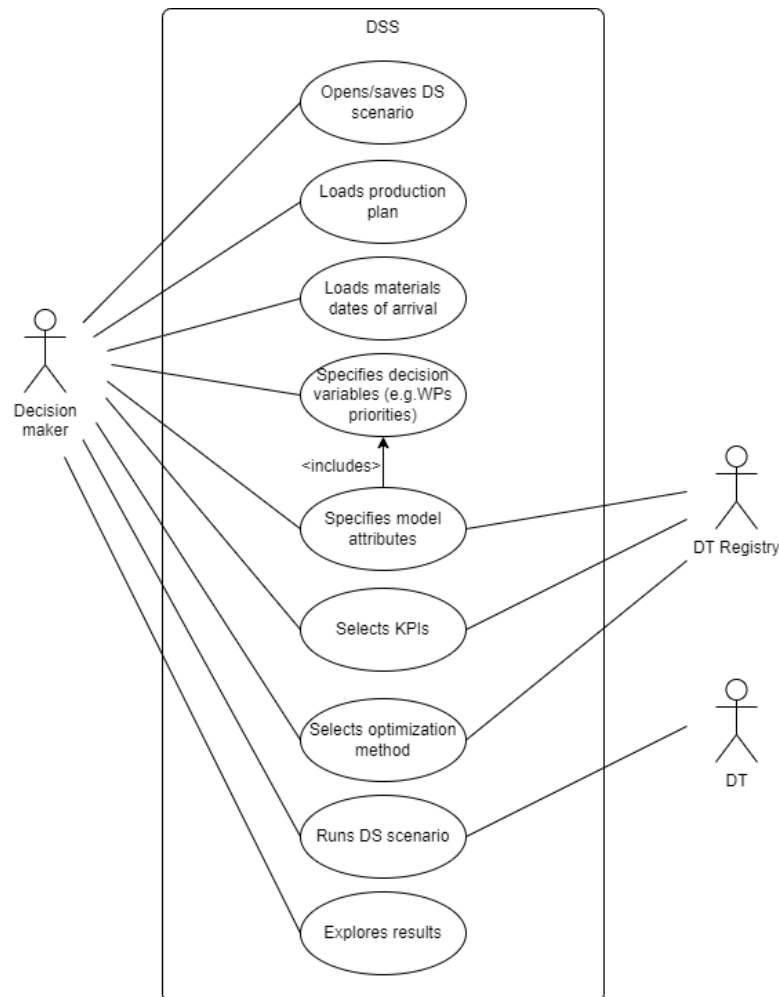 DSS
Opens/saves DS
scenario
Loads production
plan
Loads materials
dates of arrival
Decision
maker
Specifies decision
variables (e.g.WPs
priorities)
<includes>
Specifies model
attributes
DT Registry
Selects KPIs
Selects optimization
method
DT
Runs DS scenario
Explores results